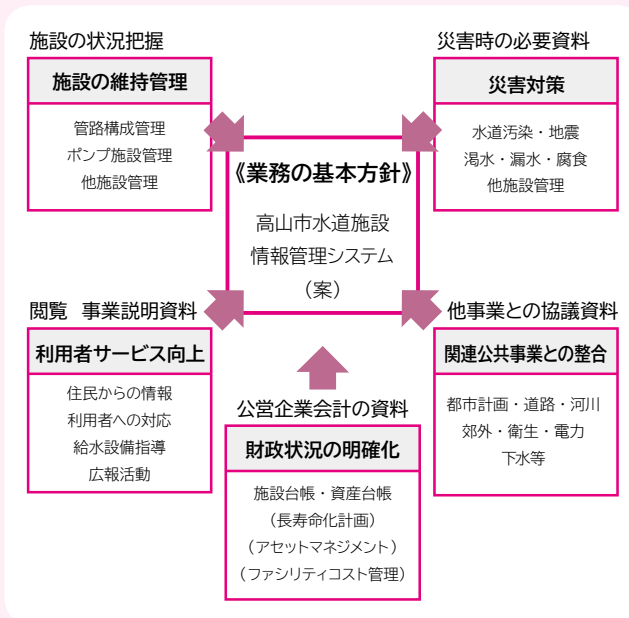 施設の状況把握
施設の維持管理
管路構成管理
ポンプ施設管理
他施設管理
災害時の必要資料
災害対策
水道汚染・地震
渇水・漏水・腐食
他施設管理
《業務の基本方針》
高山市水道施設
情報管理システム
（案）
閲覧　事業説明資料
利用者サービス向上
住民からの情報
利用者への対応
給水設備指導
広報活動
公営企業会計の資料
財政状況の明確化
施設台帳・資産台帳
（長寿命化計画）
（アセットマネジメント）
（ファシリティコスト管理）
他事業との協議資料
関連公共事業との整合
都市計画・道路・河川
郊外・衛生・電力
下水等